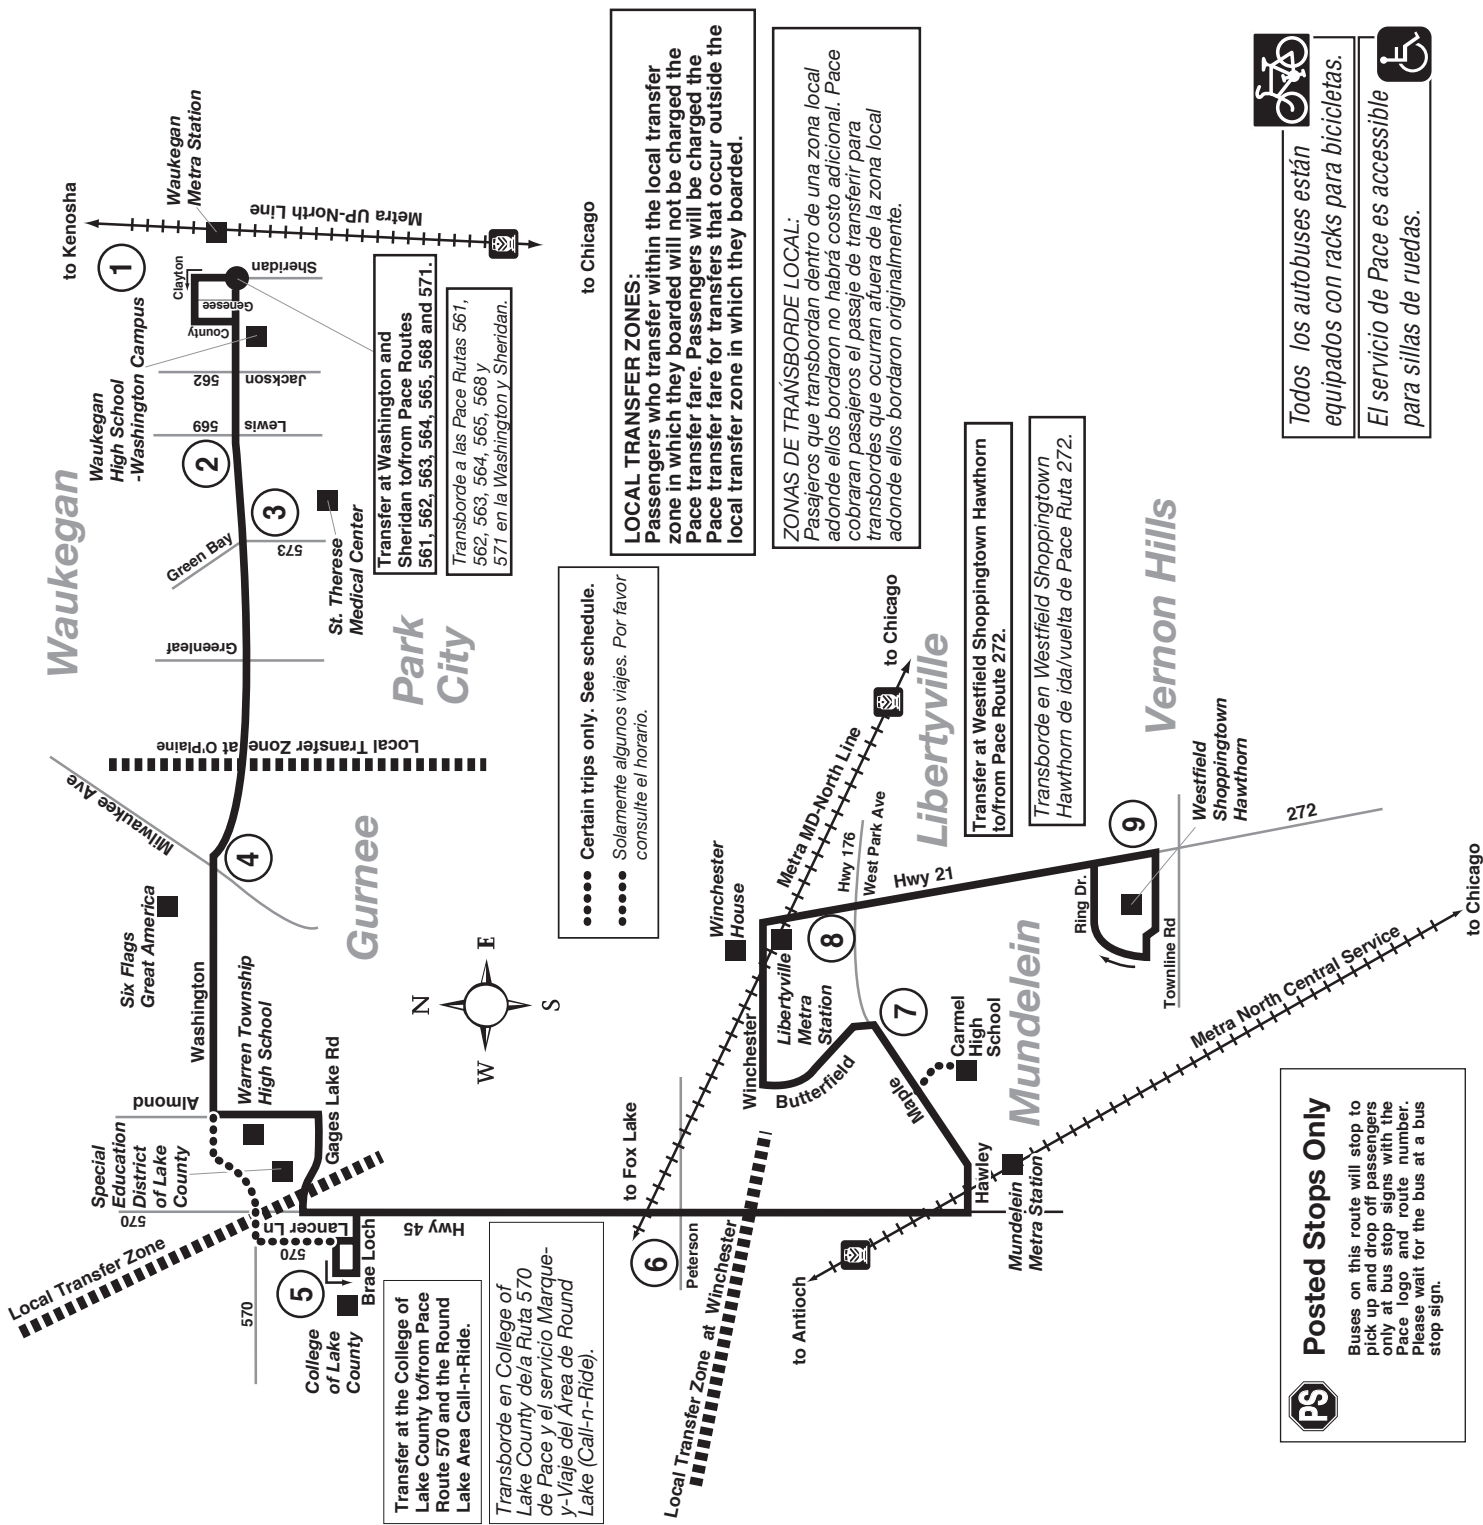 Waukegan
Park
City
Gurnee
Libertyville
Mundelein
Vernon Hills
to Kenosha
1
Waukegan
Metra Station
Metra UP-North Line
to Chicago
Clayton
Genesee
County
Sheridan
Waukegan
High School
-Washington Campus
562
Jackson
569
Lewis
2
3
Green Bay
573
St. Therese
Medical Center
Greenleaf
Local Transfer Zone at O'Plaine
Milwaukee Ave
4
Six Flags
Great America
Washington
Warren Township
High School
Almond
Gages Lake Rd
Special
Education
District
of Lake
County
570
Local Transfer Zone
570
Lancer Ln
570
5
Brae Loch
College
of Lake
County
Hwy 45
N
E
S
W
Transfer at Washington and
Sheridan to/from Pace Routes
561, 562, 563, 564, 565, 568 and 571.
Transborde a las Pace Rutas 561,
562, 563, 564, 565, 568 y
571 en la Washington y Sheridan.
Certain trips only. See schedule.
Solamente algunos viajes. Por favor
consulte el horario.
LOCAL TRANSFER ZONES:
Passengers who transfer within the local transfer
zone in which they boarded will not be charged the
Pace transfer fare. Passengers will be charged the
Pace transfer fare for transfers that occur outside the
local transfer zone in which they boarded.
ZONAS DE TRÁNSBORDE LOCAL:
Pasajeros que transbordan dentro de una zona local
adonde ellos bordaron no habrá costo adicional. Pace
cobraran pasajeros el pasaje de transferir para
transbordes que ocurran afuera de la zona local
adonde ellos bordaron originalmente.
Transfer at the College of
Lake County to/from Pace
Route 570 and the Round
Lake Area Call-n-Ride.
Transborde en College of
Lake County de/a Ruta 570
de Pace y el servicio Marque-
y-Viaje del Área de Round
Lake (Call-n-Ride).
to Fox Lake
6
Peterson
Local Transfer Zone at Winchester
Winchester
Winchester
House
Metra MD-North Line
to Chicago
Libertyville
Metra
Station
8
Hwy 176
West Park Ave
Hwy 21
Butterfield
7
Maple
Carmel
High
School
Hawley
Mundelein
Metra Station
to Antioch
Metra North Central Service
to Chicago
Transfer at Westfield Shoppingtown Hawthorn
to/from Pace Route 272.
Transborde en Westfield Shoppingtown
Hawthorn de ida/vuelta de Pace Ruta 272.
9
Westfield
Shoppingtown
Hawthorn
Ring Dr.
Townline Rd
272
Todos los autobuses están
equipados con racks para bicicletas.
El servicio de Pace es accessible
para sillas de ruedas.
PS
Posted Stops Only
Buses on this route will stop to
pick up and drop off passengers
only at bus stop signs with the
Pace logo and route number.
Please wait for the bus at a bus
stop sign.